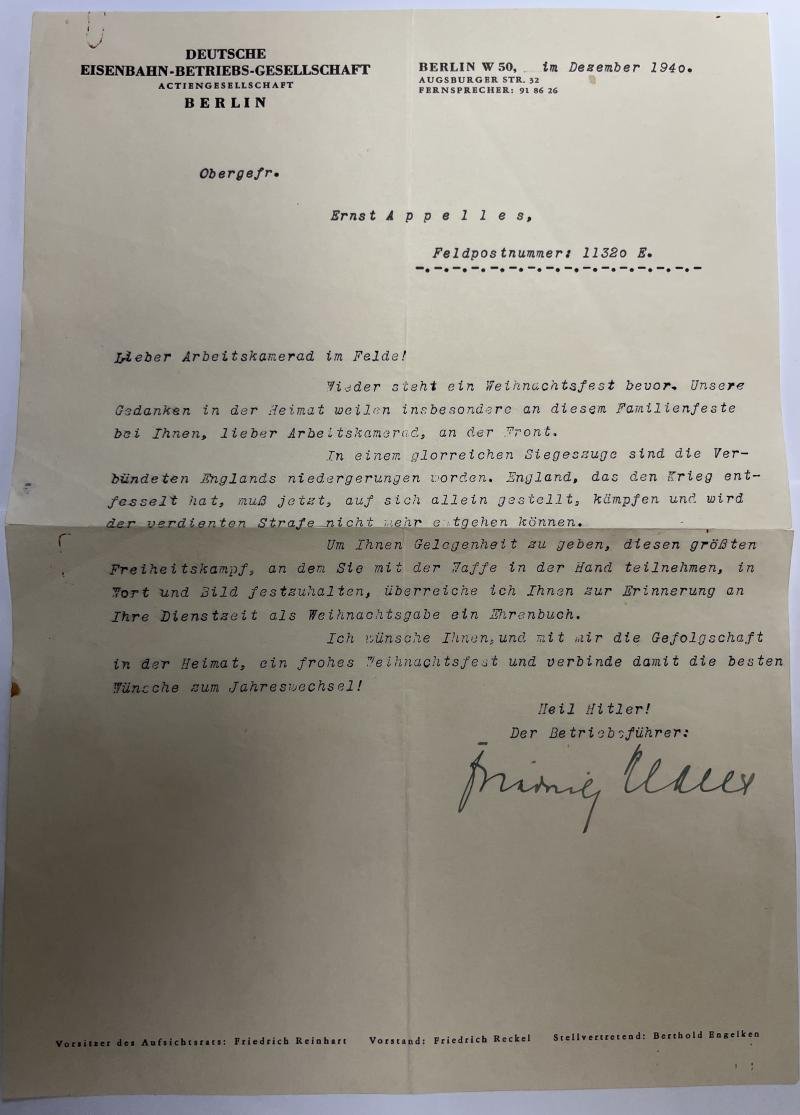 DEUTSCHE
EISENBAHN-BETRIEBS-GESELLSCHAFT
ACTIENGESELLSCHAFT
BERLIN
BERLIN W 50, im Dezember 1940.
AUGSBURGER STR. 32
FERNSPRECHER: 91 86 26
Obergefr.
Ernst A p p e l l e s,
Feldpostnummer: 11320 E.
Lieber Arbeitskamerad im Felde!
Wieder steht ein Weihnachtsfest bevor. Unsere
Gedanken in der Heimat weilen insbesondere an diesem Familienfeste
bei Ihnen, lieber Arbeitskamerad, an der Front.
In einem glorreichen Siegeszuge sind die Ver-
bündeten Englands niedergerungen worden. England, das den Krieg ent-
fesselt hat, muß jetzt, auf sich allein gestellt, kämpfen und wird
der verdienten Strafe nicht mehr entgehen können.
Um Ihnen Gelegenheit zu geben, diesen größten
Freiheitskampf, an dem Sie mit der Waffe in der Hand teilnehmen, in
Wort und Bild festzuhalten, überreiche ich Ihnen zur Erinnerung an
Ihre Dienstzeit als Weihnachtsgabe ein Ehrenbuch.
Ich wünsche Ihnen, und mit mir die Gefolgschaft
in der Heimat, ein frohes Weihnachtsfest und verbinde damit die besten
Wünsche zum Jahreswechsel!
Heil Hitler!
Der Betriebsführer:
Friedrich Reckel
Vorsitzer des Aufsichtsrats: Friedrich Reinhart Vorstand: Friedrich Reckel Stellvertretend: Berthold Engelken